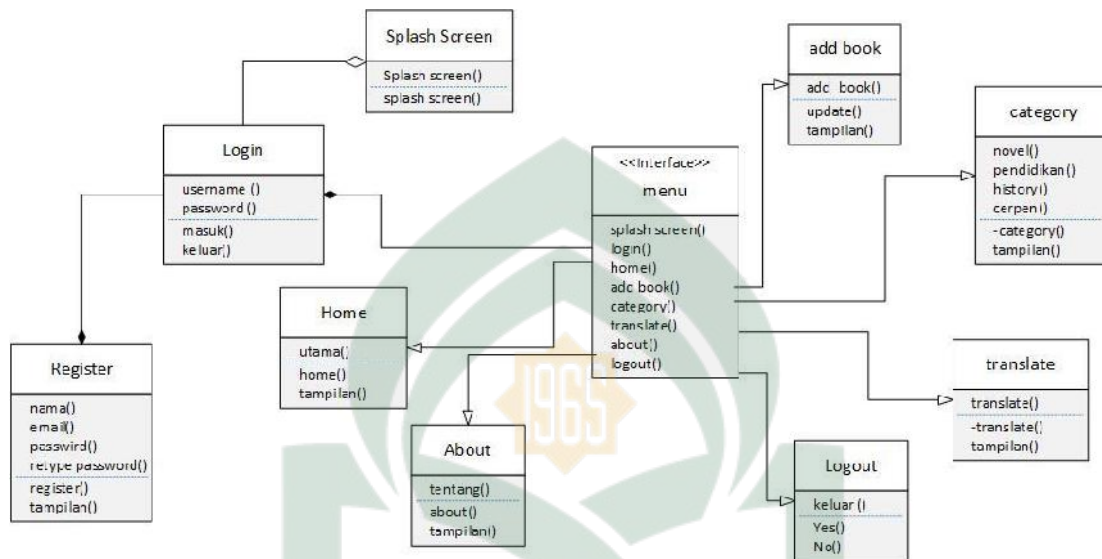 Splash Screen
Splash screen()
splash screen()
add book
add book()
update()
tampilan()
category
novel()
pendidikan()
history()
cerpen()
-category()
tampilan()
Login
username ()
password ()
masuk()
keluar()
<<Interface>>
menu
splash screen()
login()
home()
add book()
category()
translate()
about()
logout()
Home
utama()
home()
tampilan()
Register
nama()
email()
passwird()
retype password()
register()
tampilan()
About
tentang()
about()
tampilan()
translate
translate()
-translate()
tampilan()
Logout
keluar ()
Yes()
No()
1965